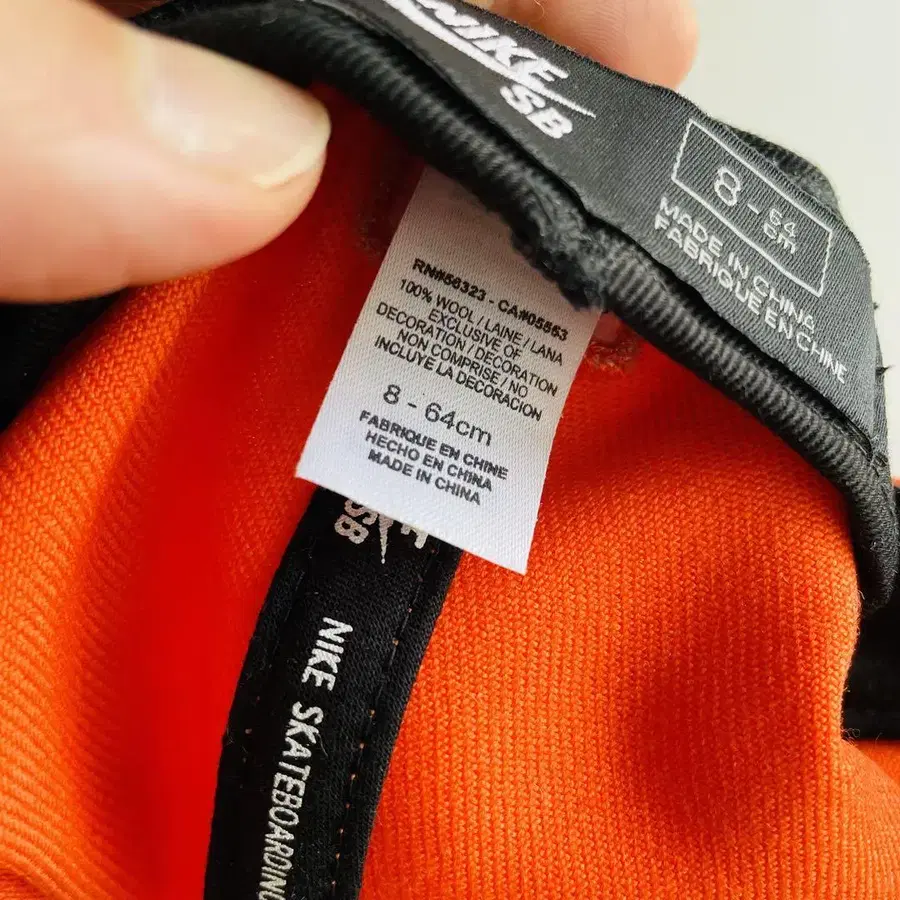 NIKE
SB
8 - 64
cm
MADE IN CHINA
FABRIQUE EN CHINE
RN#56323 - CA#05553
100% WOOL / LAINE / LANA
EXCLUSIVE OF
DECORATION / DECORATION
NON COMPRISE / NO
INCLUYE LA DECORACION
8 - 64cm
FABRIQUE EN CHINE
HECHO EN CHINA
MADE IN CHINA
SB
NIKE SKATEBOARDING